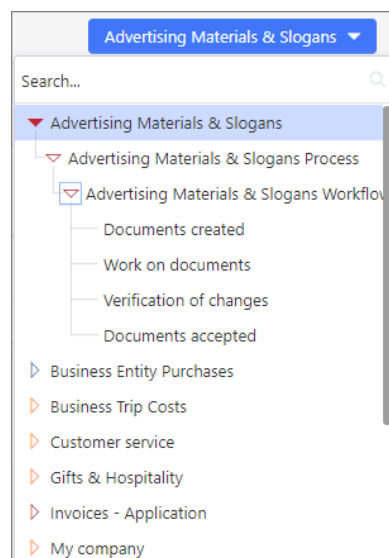 Advertising Materials & Slogans
Search...
Advertising Materials & Slogans
Advertising Materials & Slogans Process
Advertising Materials & Slogans Workflow
Documents created
Work on documents
Verification of changes
Documents accepted
Business Entity Purchases
Business Trip Costs
Customer service
Gifts & Hospitality
Invoices - Application
My company